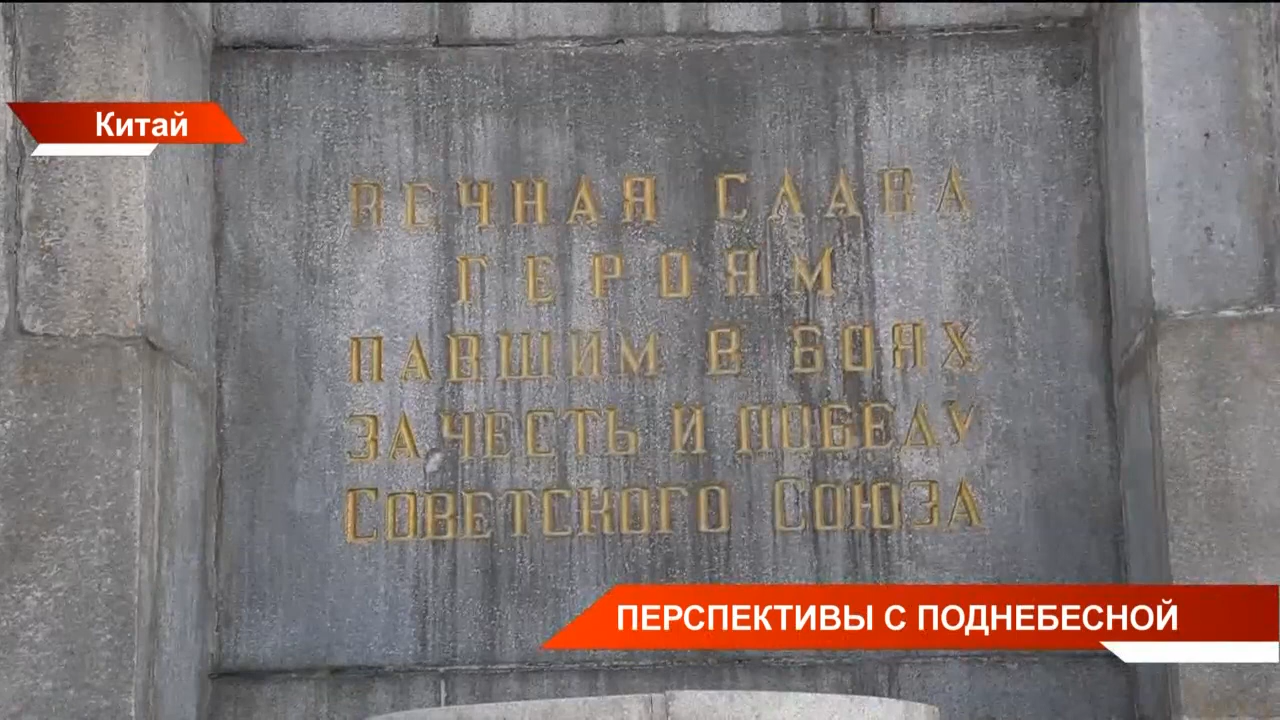 Китай
ВЕЧНАЯ СЛАВА
ГЕРОЯМ
ПАВШИМ В БОЯХ
ЗА ЧЕСТЬ И ПОБЕДУ
СОВЕТСКОГО СОЮЗА
ПЕРСПЕКТИВЫ С ПОДНЕБЕСНОЙ